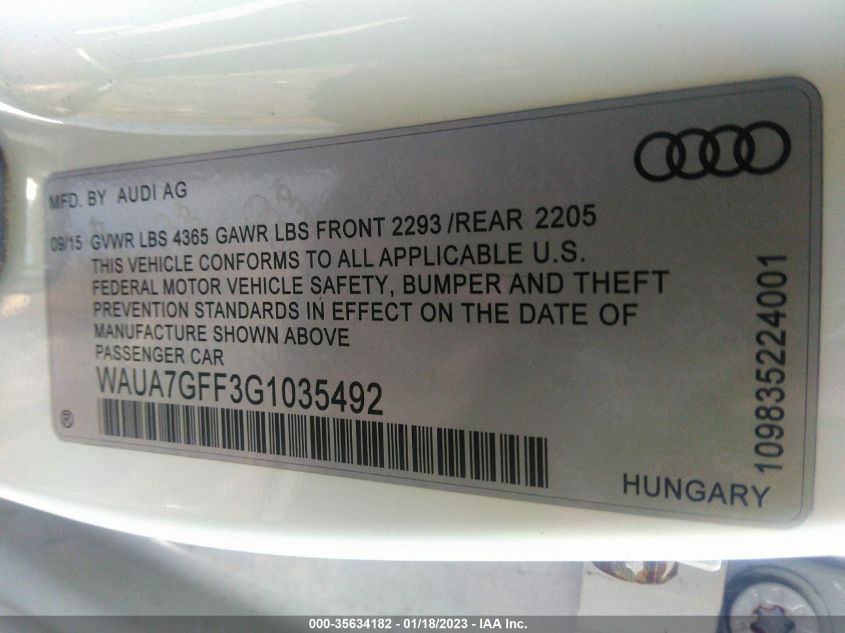 MFD. BY AUDI AG
09/15 GVWR LBS 4365 GAWR LBS FRONT 2293 /REAR 2205
THIS VEHICLE CONFORMS TO ALL APPLICABLE U.S.
FEDERAL MOTOR VEHICLE SAFETY, BUMPER AND THEFT
PREVENTION STANDARDS IN EFFECT ON THE DATE OF
MANUFACTURE SHOWN ABOVE
PASSENGER CAR
WAUA7GFF3G1035492
®
HUNGARY
109835224001
000-35634182 - 01/18/2023 - IAA Inc.